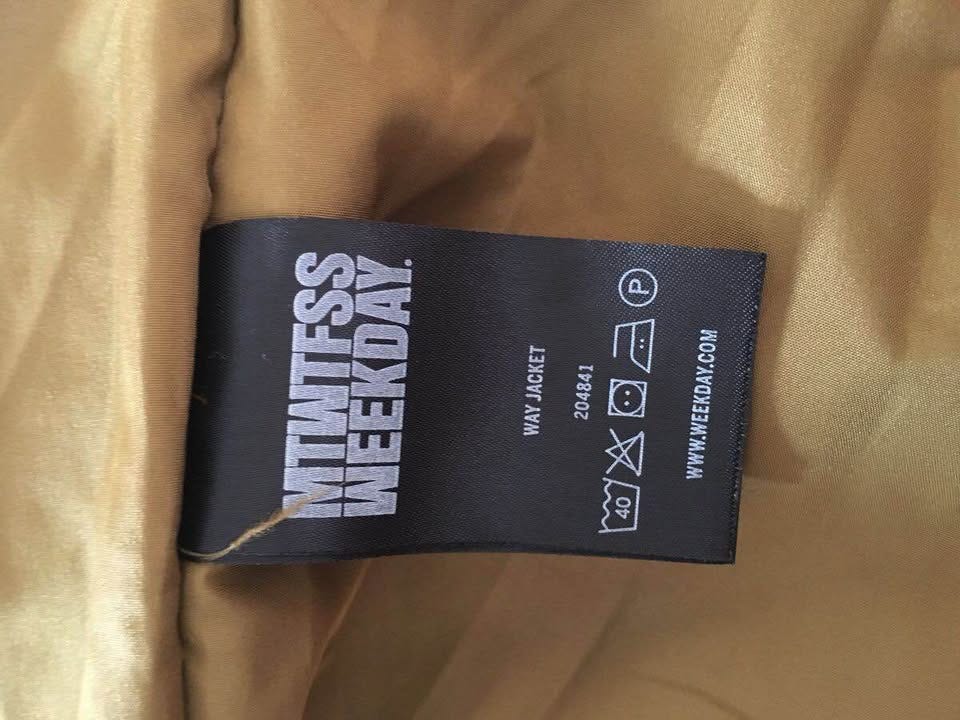 MTWTFSS
WEEKDAY.
WAY JACKET
204841
40 P
WWW.WEEKDAY.COM